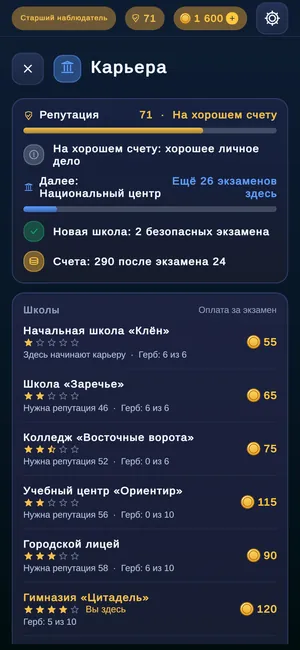 Старший наблюдатель 71 1 600 +
Карьера
Репутация 71 · На хорошем счету
На хорошем счету: хорошее личное
дело
Далее: Ещё 26 экзаменов
Национальный центр здесь
Новая школа: 2 безопасных экзамена
Счета: 290 после экзамена 24
Школы Оплата за экзамен
Начальная школа «Клён»
55
Здесь начинают карьеру · Герб: 6 из 6
Школа «Заречье»
65
Нужна репутация 46 · Герб: 6 из 6
Колледж «Восточные ворота»
75
Нужна репутация 52 · Герб: 0 из 6
Учебный центр «Ориентир»
115
Нужна репутация 56 · Герб: 0 из 10
Городской лицей
90
Нужна репутация 58 · Герб: 6 из 10
Гимназия «Цитадель»
Вы здесь 120
Герб: 5 из 10